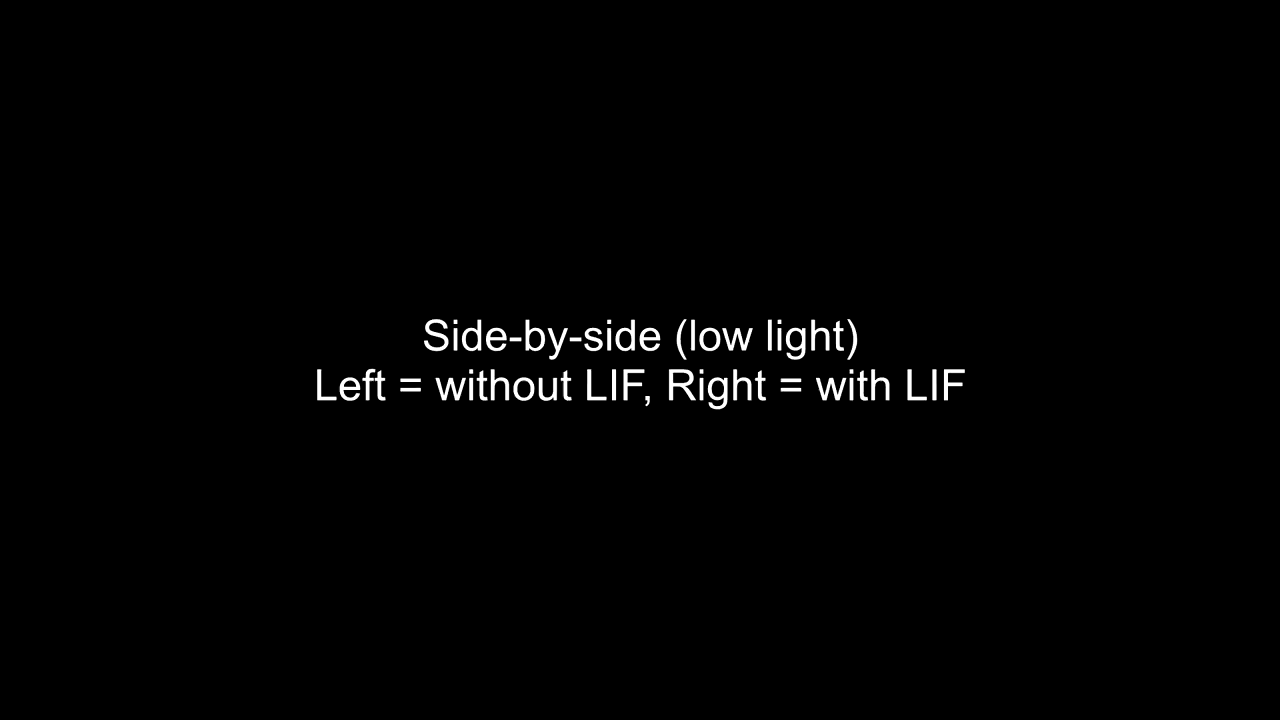 Side-by-side (low light)
Left = without LIF, Right = with LIF